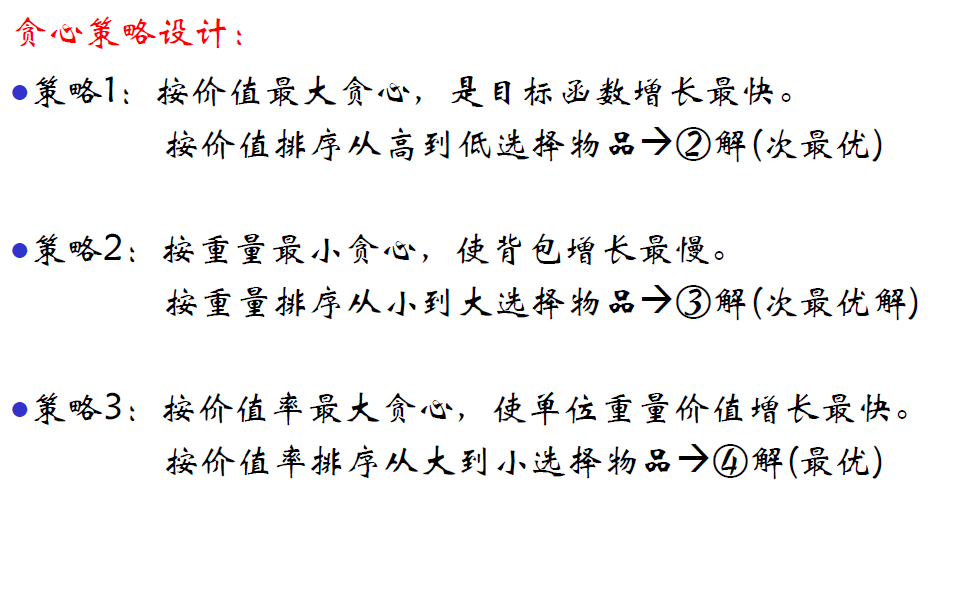 贪心策略设计：
●策略1：按价值最大贪心，是目标函数增长最快。
按价值排序从高到低选择物品→②解(次最优)
●策略2：按重量最小贪心，使背包增长最慢。
按重量排序从小到大选择物品→③解(次最优解)
●策略3：按价值率最大贪心，使单位重量价值增长最快。
按价值率排序从大到小选择物品→④解(最优)